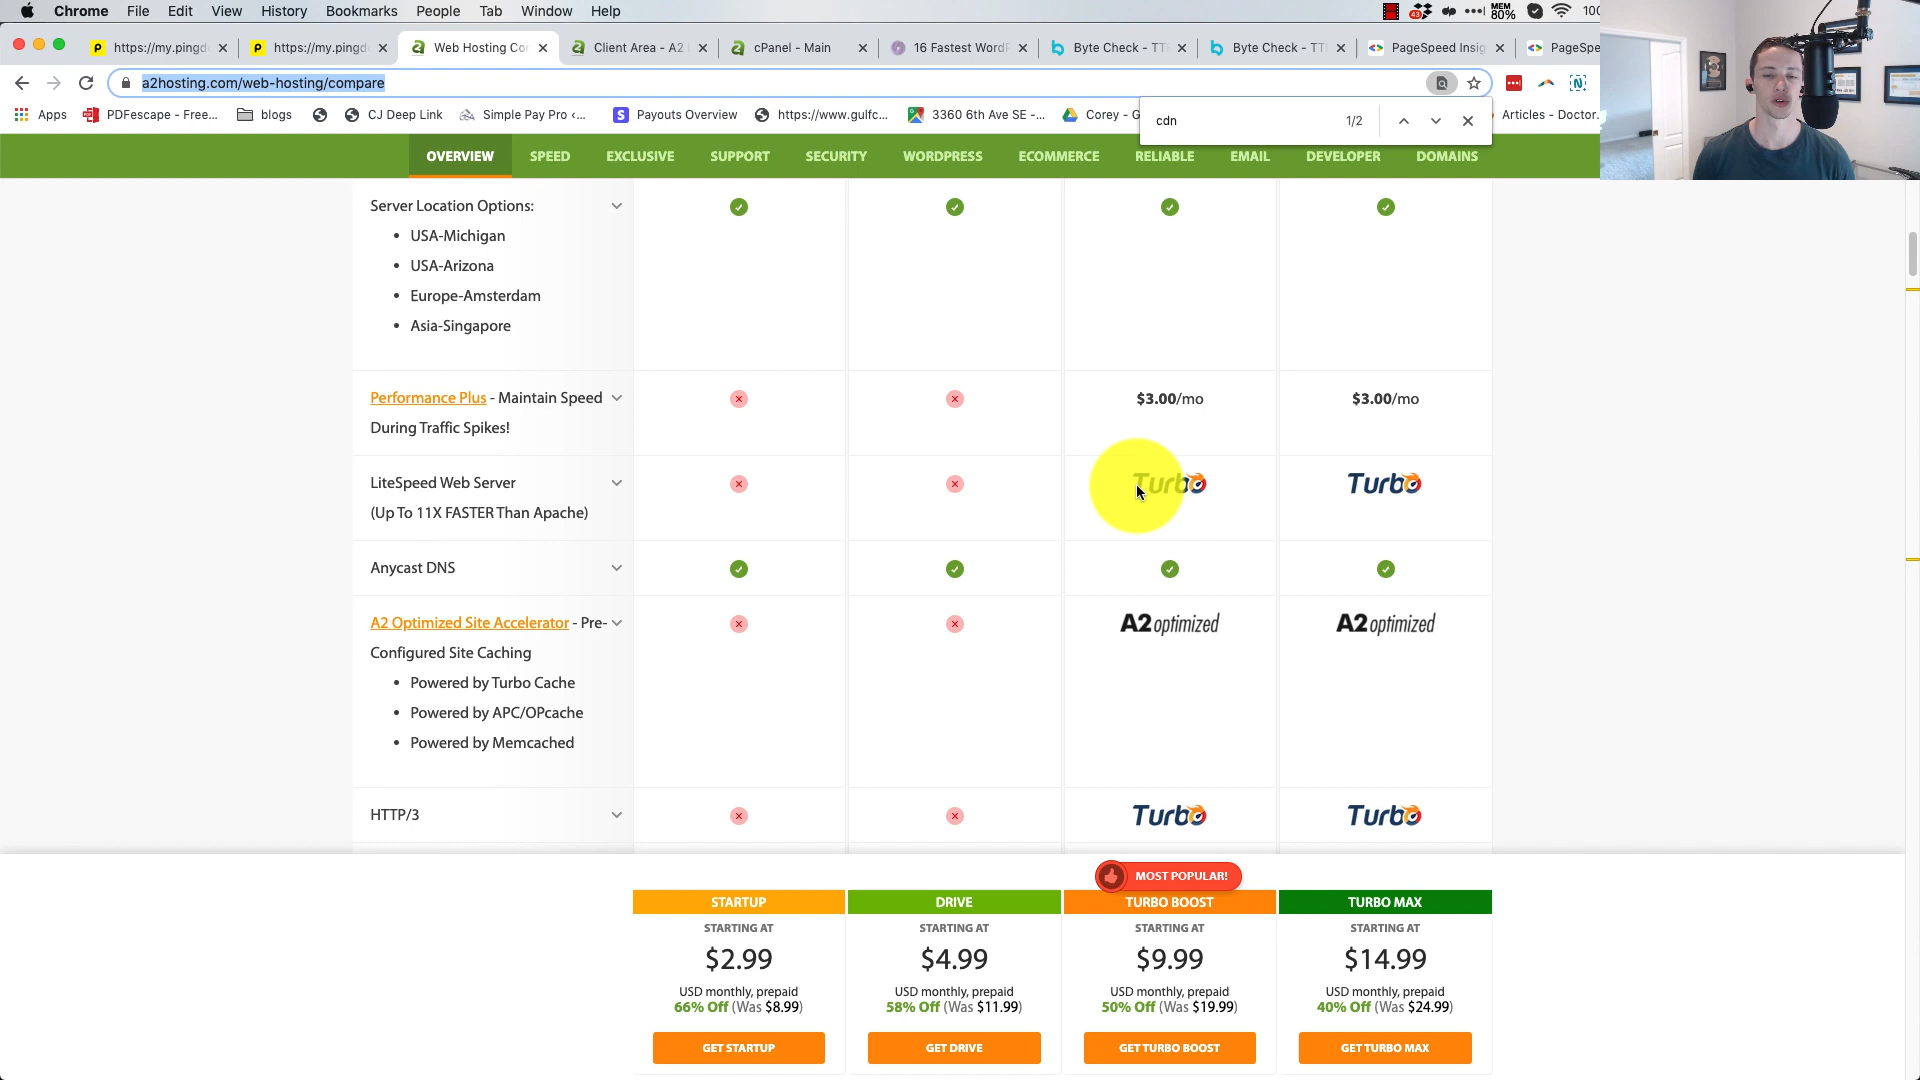 Chrome File Edit View History Bookmarks People Tab Window Help 43 MEM 80% 100
https://my.pingd Web Hosting Co Client Area - A2 cPanel - Main 16 Fastest WordP Byte Check - TTF Byte Check - TTF PageSpeed Insig PageSpe
https://my.pingd
a2hosting.com/web-hosting/compare
cdn 1/2
Apps PDFescape - Free... blogs CJ Deep Link Simple Pay Pro <... Payouts Overview https://www.gulfc... 3360 6th Ave SE -... Corey - G Articles - Doctor.
OVERVIEW SPEED EXCLUSIVE SUPPORT SECURITY WORDPRESS ECOMMERCE RELIABLE EMAIL DEVELOPER DOMAINS
Server Location Options:
• USA-Michigan
• USA-Arizona
• Europe-Amsterdam
• Asia-Singapore
Performance Plus - Maintain Speed
During Traffic Spikes!
$3.00/mo $3.00/mo
LiteSpeed Web Server
(Up To 11X FASTER Than Apache)
Turbo Turbo
Anycast DNS
A2 Optimized Site Accelerator - Pre-
Configured Site Caching
• Powered by Turbo Cache
• Powered by APC/OPcache
• Powered by Memcached
A2 optimized A2 optimized
HTTP/3 Turbo Turbo
MOST POPULAR!
STARTUP DRIVE TURBO BOOST TURBO MAX
STARTING AT STARTING AT STARTING AT STARTING AT
$2.99 $4.99 $9.99 $14.99
USD monthly, prepaid USD monthly, prepaid USD monthly, prepaid USD monthly, prepaid
66% Off (Was $8.99) 58% Off (Was $11.99) 50% Off (Was $19.99) 40% Off (Was $24.99)
GET STARTUP GET DRIVE GET TURBO BOOST GET TURBO MAX